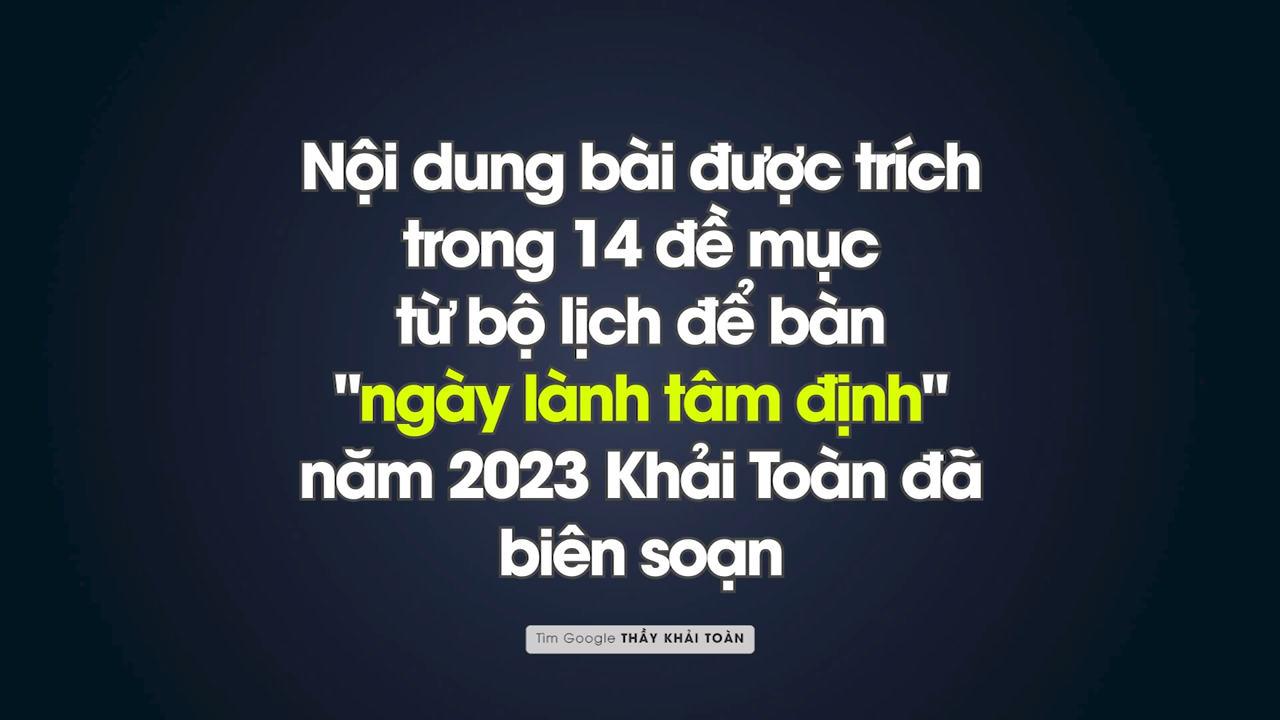 Nội dung bài được trích
trong 14 đề mục
từ bộ lịch để bàn
"ngày lành tâm định"
năm 2023 Khải Toàn đã
biên soạn
Tìm Google THẦY KHẢI TOÀN